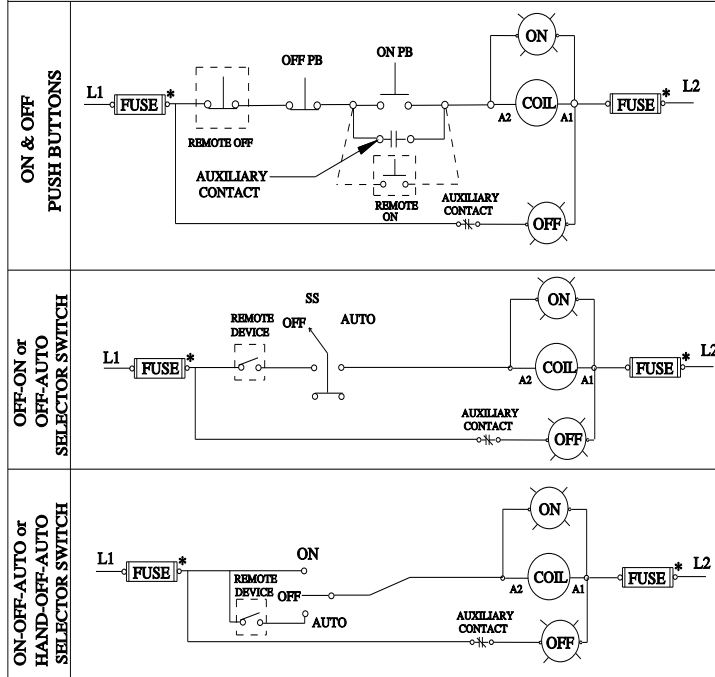 ON & OFF
PUSH BUTTONS
L1
FUSE
*
REMOTE OFF
OFF PB
ON PB
ON
COIL
A2
A1
FUSE
*
L2
AUXILIARY
CONTACT
REMOTE
ON
AUXILIARY
CONTACT
OFF
OFF-ON or
OFF-AUTO
SELECTOR SWITCH
L1
FUSE
*
REMOTE
DEVICE
SS
OFF
AUTO
ON
COIL
A2
A1
FUSE
*
L2
AUXILIARY
CONTACT
OFF
ON-OFF-AUTO or
HAND-OFF-AUTO
SELECTOR SWITCH
L1
FUSE
*
REMOTE
DEVICE
ON
OFF
AUTO
ON
COIL
A2
A1
FUSE
*
L2
AUXILIARY
CONTACT
OFF